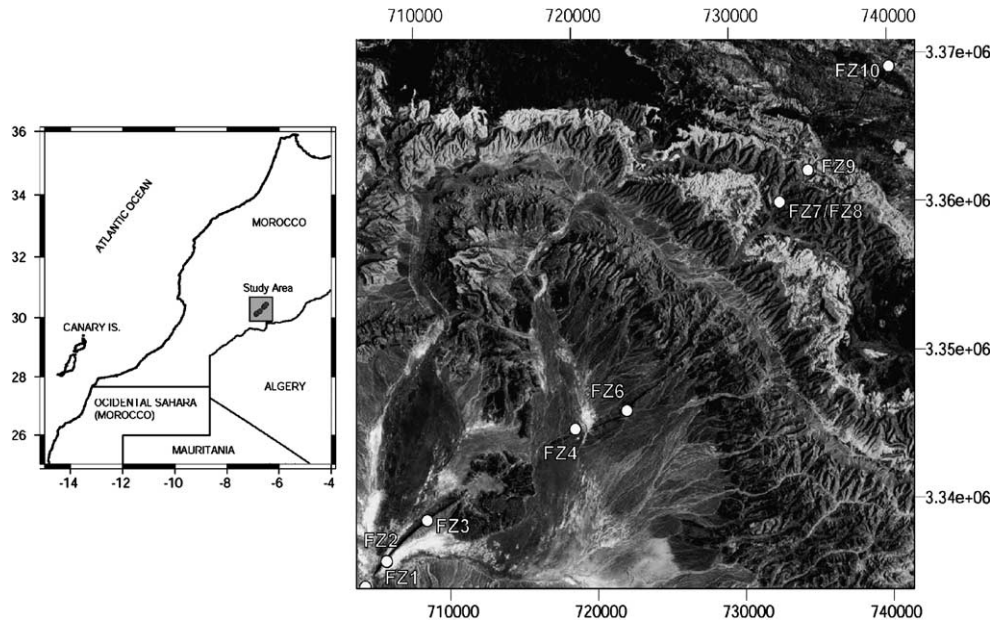 710000 720000 730000 740000
3.37e+06
FZ10
FZ9
3.36e+06
FZ7/FZ8
3.35e+06
FZ6
FZ4
3.34e+06
FZ3
FZ2
FZ1
710000 720000 730000 740000
36
34
32
30
28
26
ATLANTIC OCEAN
MOROCCO
Study Area
CANARY IS.
ALGERY
OCIDENTAL SAHARA
(MOROCCO)
MAURITANIA
-14 -12 -10 -8 -6 -4